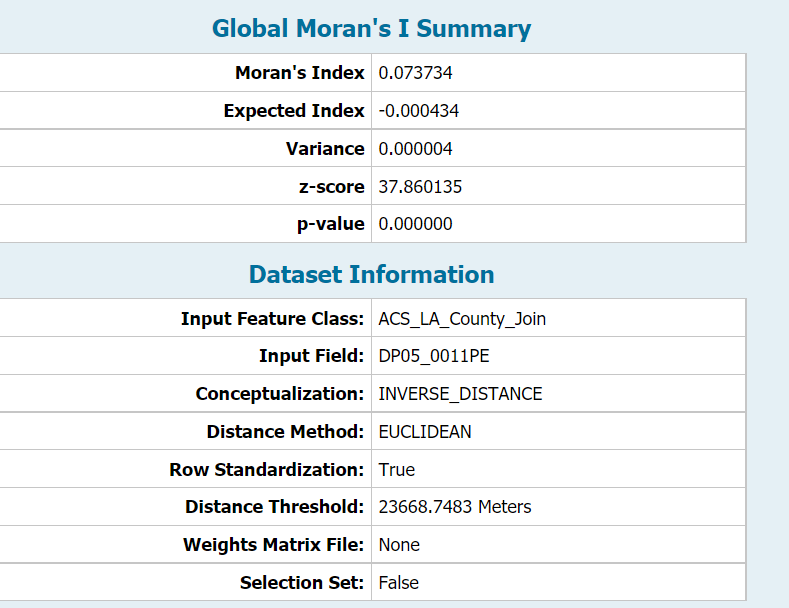 Global Moran's I Summary
Moran's Index 0.073734
Expected Index -0.000434
Variance 0.000004
z-score 37.860135
p-value 0.000000
Dataset Information
Input Feature Class: ACS_LA_County_Join
Input Field: DP05_0011PE
Conceptualization: INVERSE_DISTANCE
Distance Method: EUCLIDEAN
Row Standardization: True
Distance Threshold: 23668.7483 Meters
Weights Matrix File: None
Selection Set: False